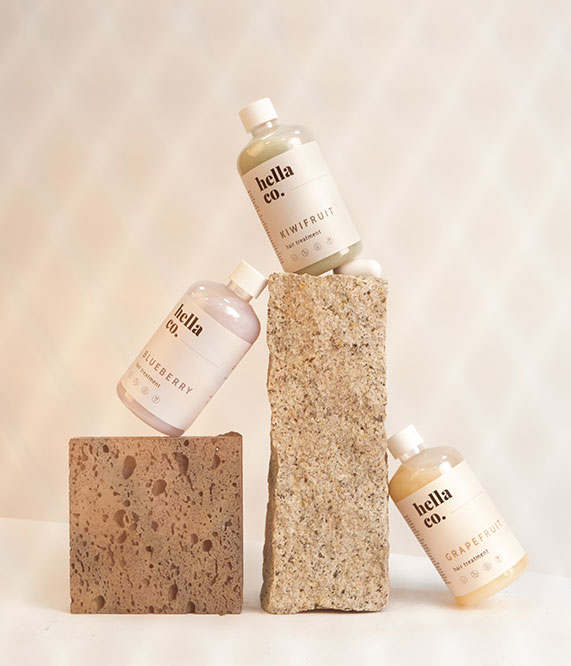 hella
co.
KIWIFRUIT
hair treatment
hella
co.
BLUEBERRY
hair treatment
hella
co.
GRAPEFRUIT
hair treatment